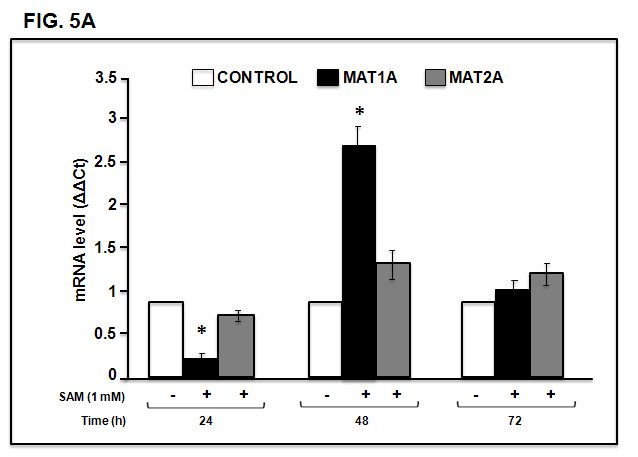 FIG. 5A
CONTROL MAT1A MAT2A
mRNA level (ΔΔCt)
3.5
3
2.5
2
1.5
1
0.5
0
*
*
SAM (1 mM) - + + - + + - + +
Time (h) 24 48 72